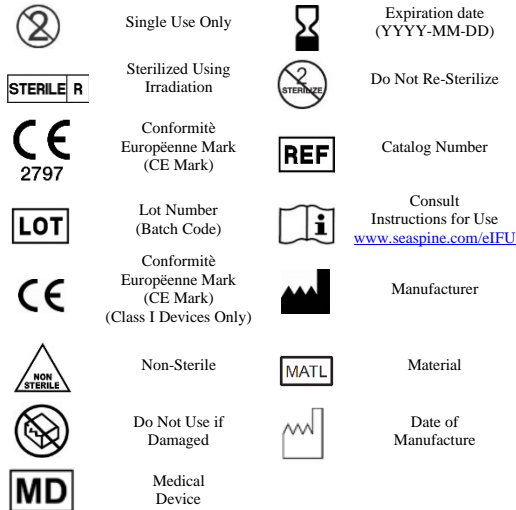 2
Single Use Only
Expiration date
(YYYY-MM-DD)
STERILE R
Sterilized Using
Irradiation
2
STERILIZE
Do Not Re-Sterilize
CE
2797
Conformitè
Europëenne Mark
(CE Mark)
REF
Catalog Number
LOT
Lot Number
(Batch Code)
i
Consult
Instructions for Use
www.seaspine.com/eIFU
CE
Conformitè
Europëenne Mark
(CE Mark)
(Class I Devices Only)
Manufacturer
NON
STERILE
Non-Sterile
MATL
Material
Do Not Use if
Damaged
Date of
Manufacture
MD
Medical
Device